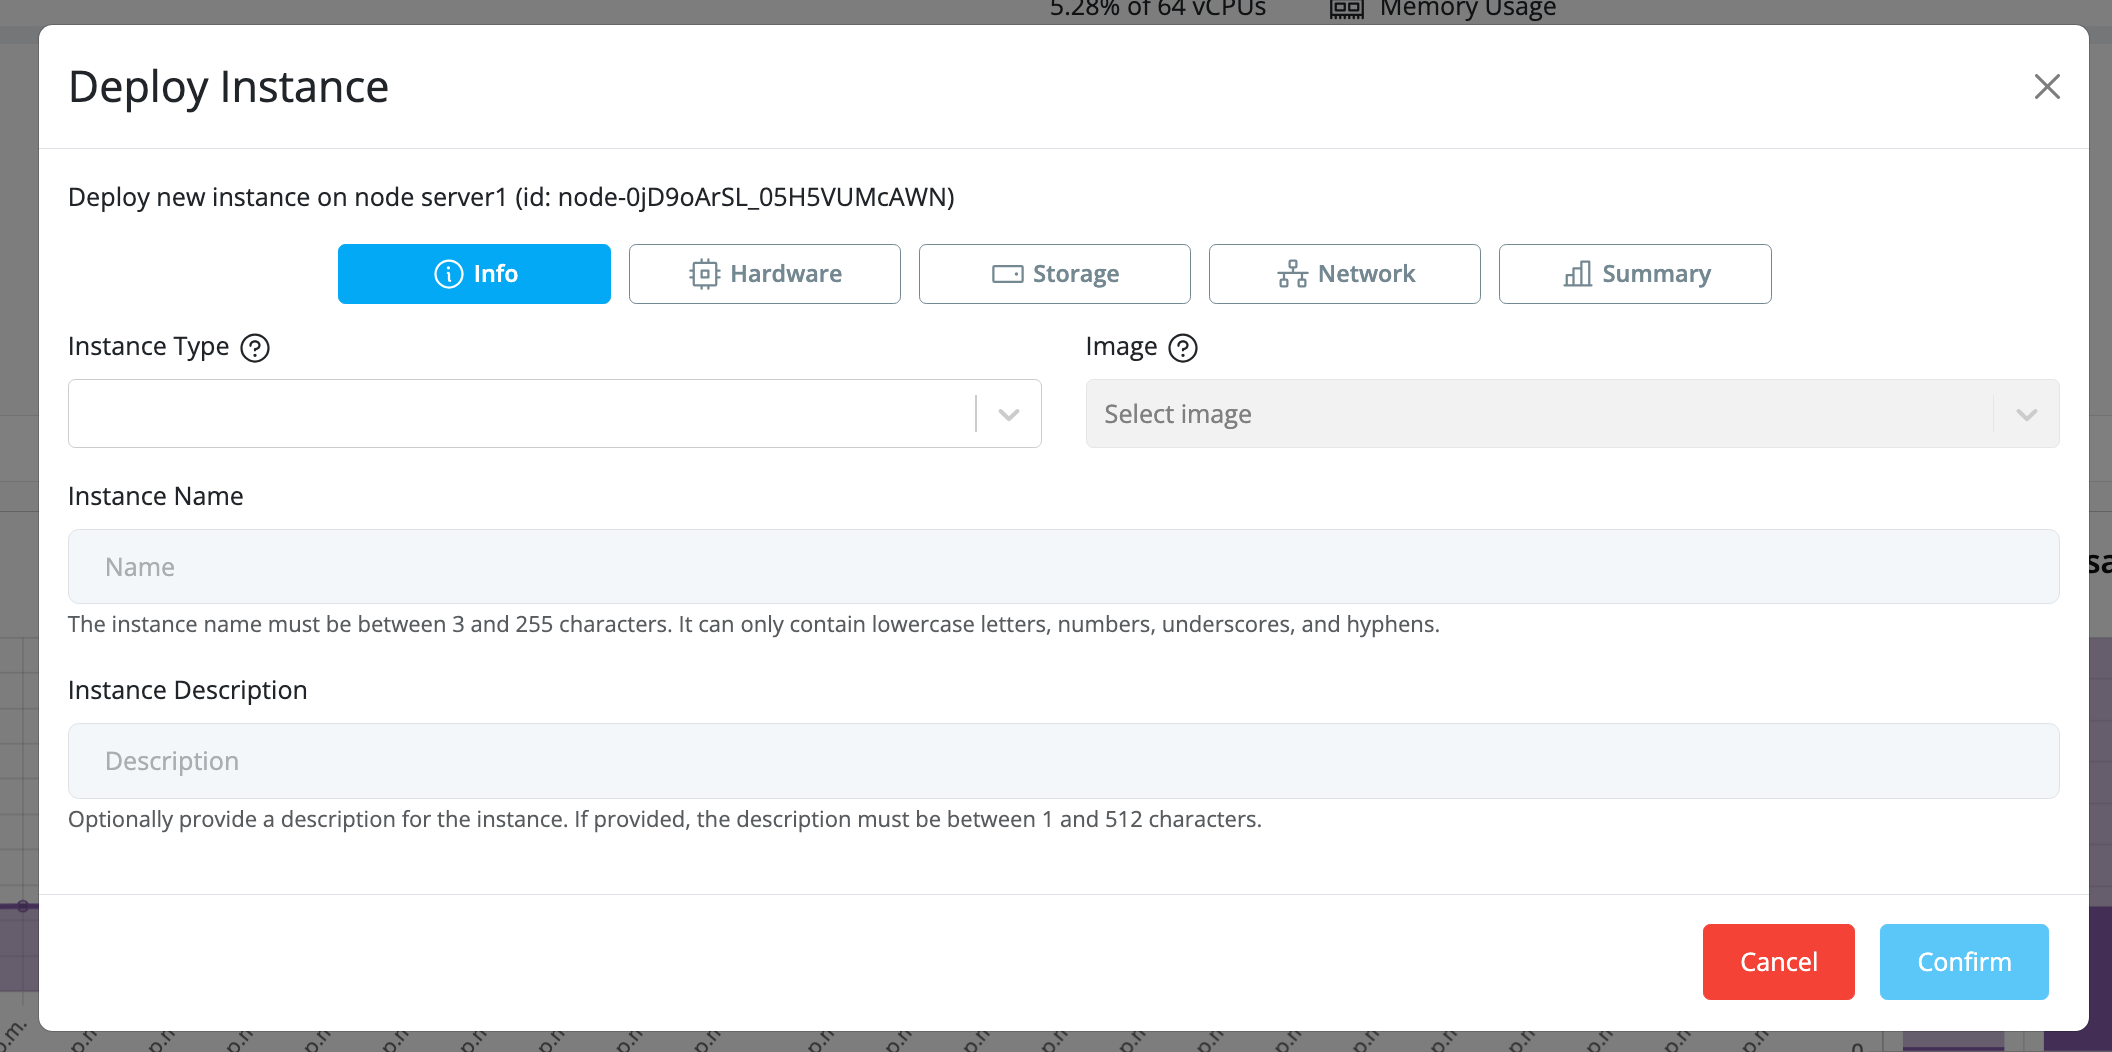 5.28% of 64 vCPUs Memory Usage
Deploy Instance
Deploy new instance on node server1 (id: node-0jD9oArSL_05H5VUMcAWN)
Info Hardware Storage Network Summary
Instance Type Image
Select image
Instance Name
Name
The instance name must be between 3 and 255 characters. It can only contain lowercase letters, numbers, underscores, and hyphens.
Instance Description
Description
Optionally provide a description for the instance. If provided, the description must be between 1 and 512 characters.
Cancel Confirm